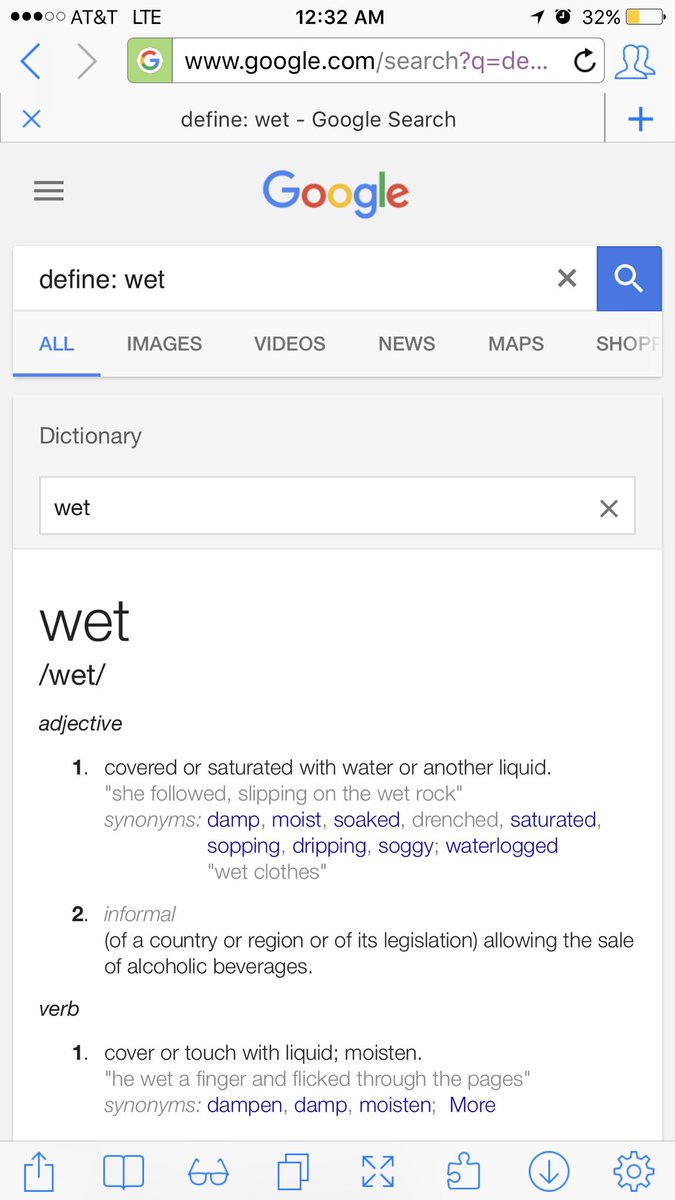 AT&T LTE 12:32 AM 32%
www.google.com/search?q=de...
define: wet - Google Search
Google
define: wet
ALL IMAGES VIDEOS NEWS MAPS SHOPP
Dictionary
wet
wet
/wet/
adjective
1. covered or saturated with water or another liquid.
"she followed, slipping on the wet rock"
synonyms: damp, moist, soaked, drenched, saturated,
sopping, dripping, soggy; waterlogged
"wet clothes"
2. informal
(of a country or region or of its legislation) allowing the sale
of alcoholic beverages.
verb
1. cover or touch with liquid; moisten.
"he wet a finger and flicked through the pages"
synonyms: dampen, damp, moisten; More